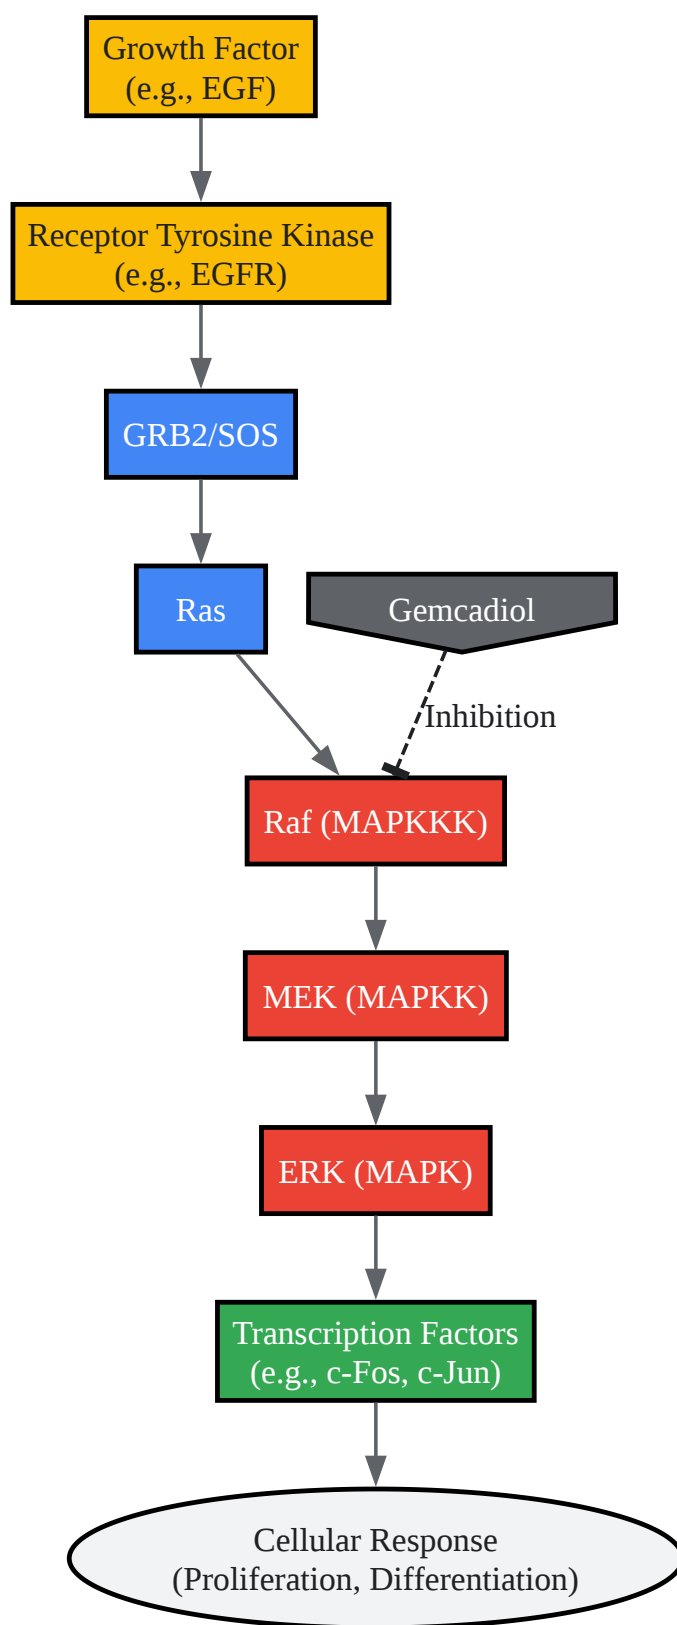 Growth Factor
(e.g., EGF)
Receptor Tyrosine Kinase
(e.g., EGFR)
GRB2/SOS
Ras
Gemcadiol
Inhibition
Raf (MAPKKK)
MEK (MAPKK)
ERK (MAPK)
Transcription Factors
(e.g., c-Fos, c-Jun)
Cellular Response
(Proliferation, Differentiation)